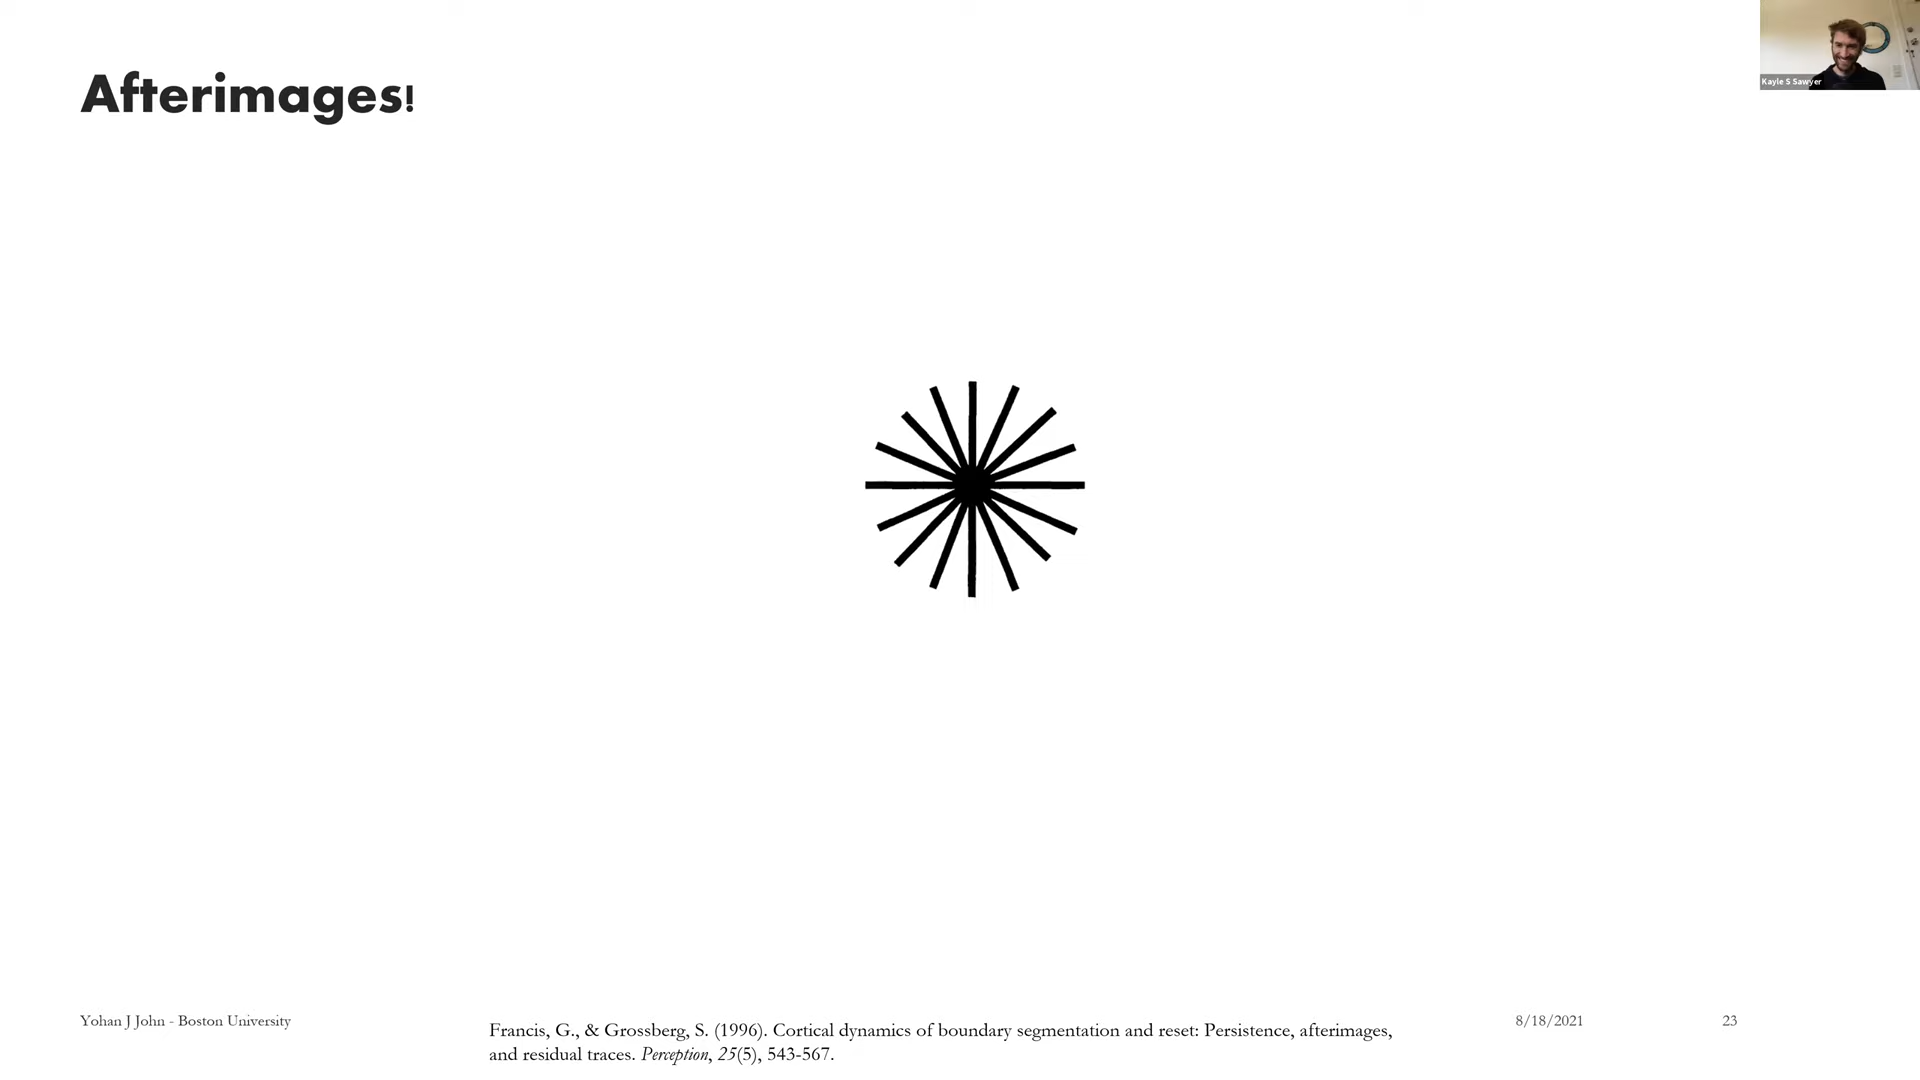 Afterimages!
Kayle S Sawyer
Yohan J John - Boston University
Francis, G., & Grossberg, S. (1996). Cortical dynamics of boundary segmentation and reset: Persistence, afterimages,
and residual traces. Perception, 25(5), 543-567.
8/18/2021
23